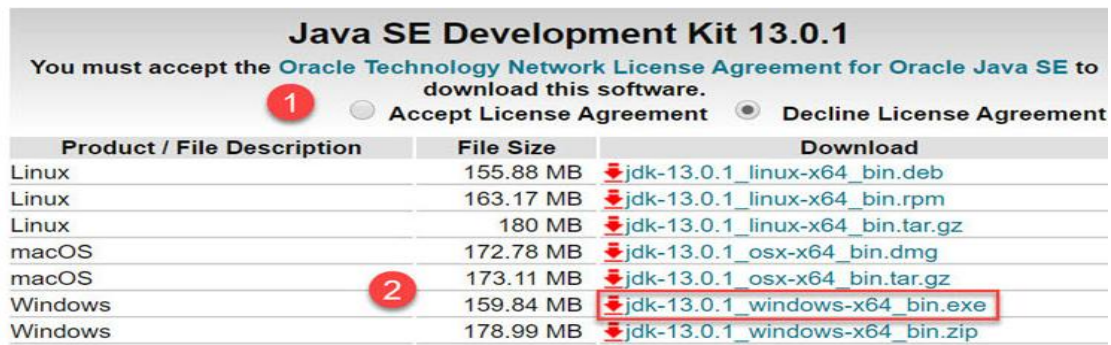 Java SE Development Kit 13.0.1
You must accept the Oracle Technology Network License Agreement for Oracle Java SE to
download this software.
1 Accept License Agreement Decline License Agreement
Product / File Description File Size Download
Linux 155.88 MB jdk-13.0.1_linux-x64_bin.deb
Linux 163.17 MB jdk-13.0.1_linux-x64_bin.rpm
Linux 180 MB jdk-13.0.1_linux-x64_bin.tar.gz
macOS 172.78 MB jdk-13.0.1_osx-x64_bin.dmg
macOS 173.11 MB jdk-13.0.1_osx-x64_bin.tar.gz
2
Windows 159.84 MB jdk-13.0.1_windows-x64_bin.exe
Windows 178.99 MB jdk-13.0.1_windows-x64_bin.zip